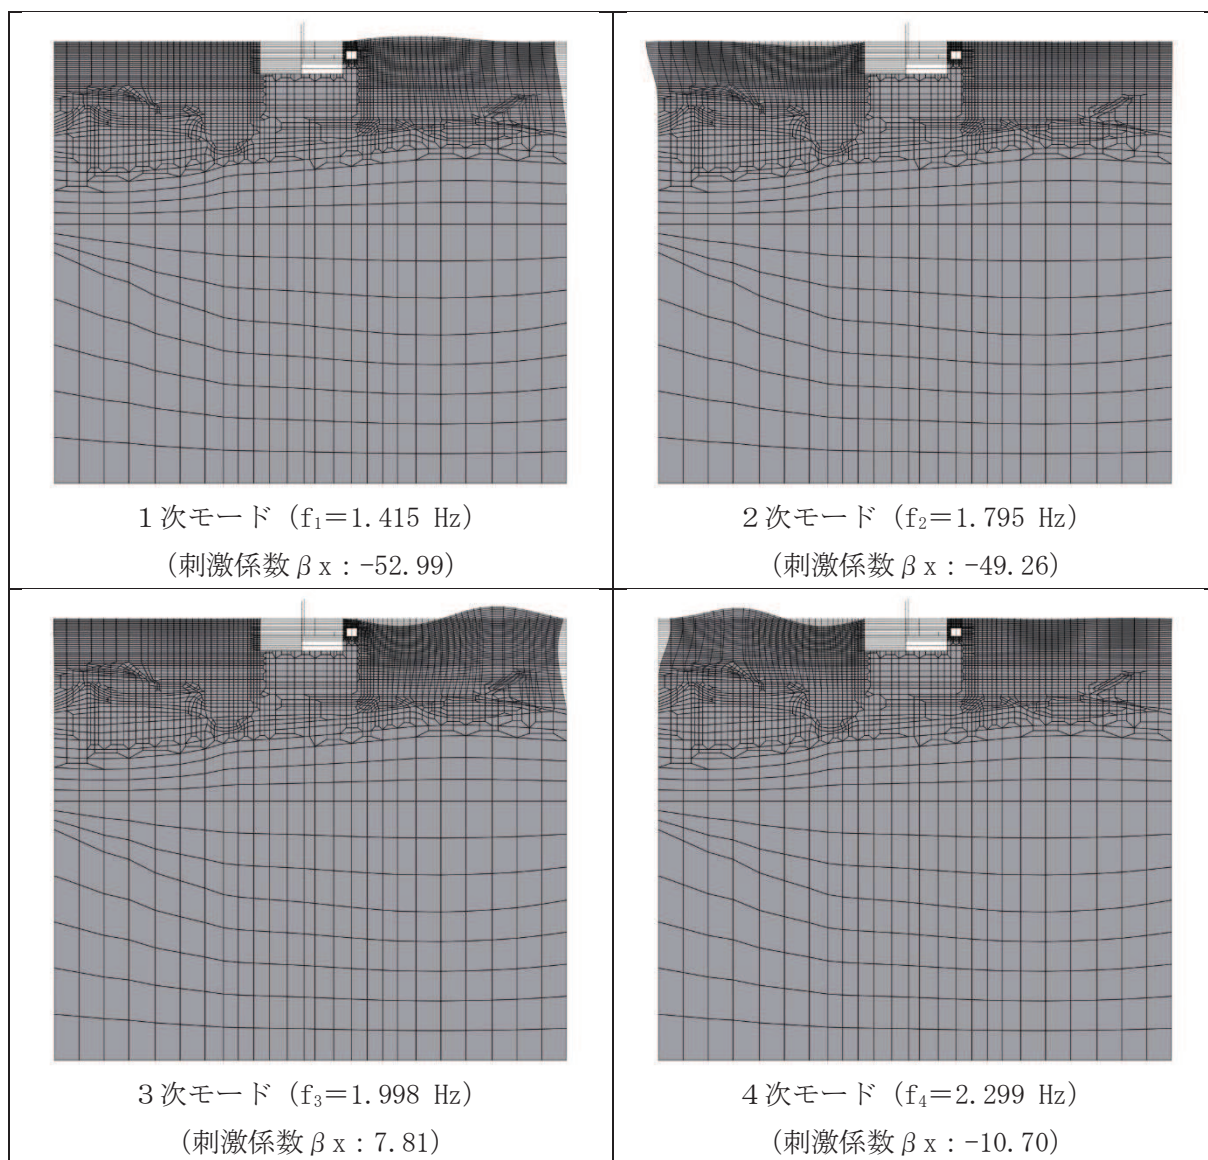 １次モード（f₁＝1.415 Hz）
（刺激係数βx：-52.99）
２次モード（f₂＝1.795 Hz）
（刺激係数βx：-49.26）
３次モード（f₃＝1.998 Hz）
（刺激係数βx：7.81）
４次モード（f₄＝2.299 Hz）
（刺激係数βx：-10.70）